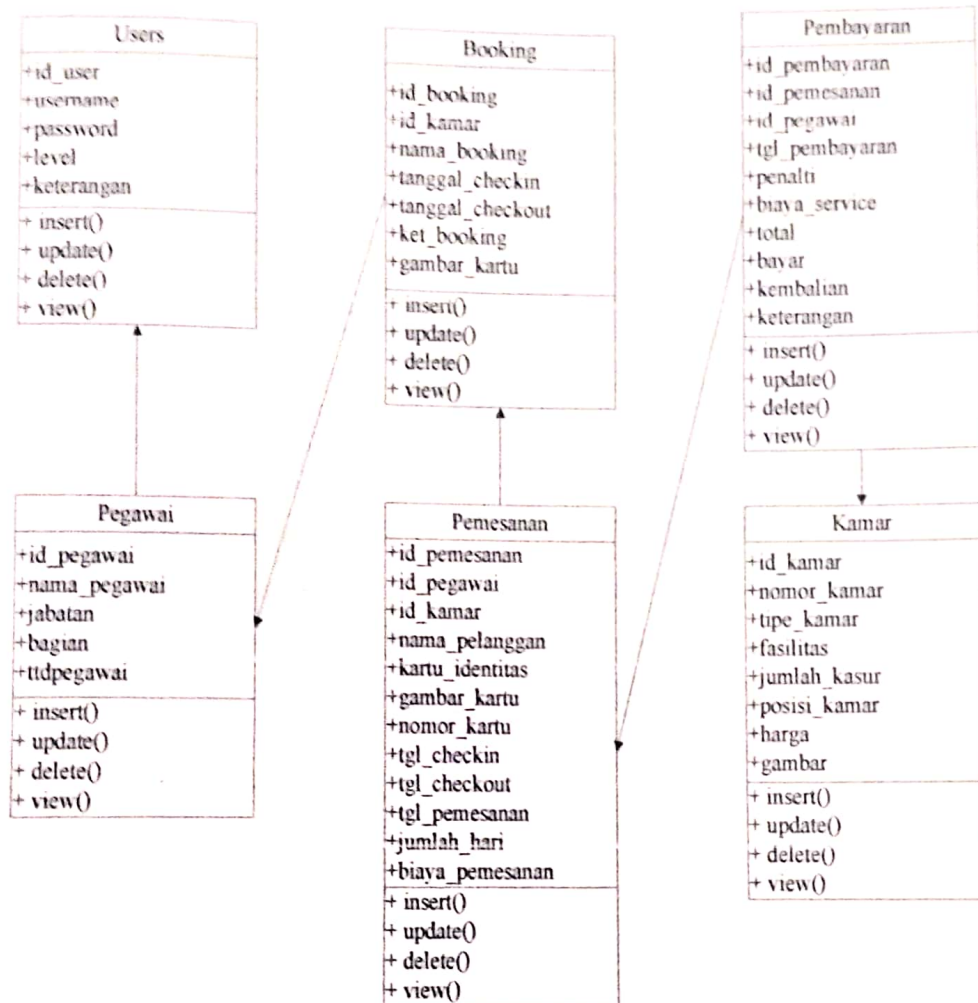 Users
+id_user
+username
+password
+level
+keterangan
+ insert()
+ update()
+ delete()
+ view()
Booking
+id_booking
+id_kamar
+nama_booking
+tanggal_checkin
+tanggal_checkout
+ket_booking
+gambar_kartu
+ insert()
+ update()
+ delete()
+ view()
Pembayaran
+id_pembayaran
+id_pemesanan
+id_pegawai
+tgl_pembayaran
+penalti
+biaya_service
+total
+bayar
+kembalian
+keterangan
+ insert()
+ update()
+ delete()
+ view()
Pegawai
+id_pegawai
+nama_pegawai
+jabatan
+bagian
+ttdpegawai
+ insert()
+ update()
+ delete()
+ view()
Pemesanan
+id_pemesanan
+id_pegawai
+id_kamar
+nama_pelanggan
+kartu_identitas
+gambar_kartu
+nomor_kartu
+tgl_checkin
+tgl_checkout
+tgl_pemesanan
+jumlah_hari
+biaya_pemesanan
+ insert()
+ update()
+ delete()
+ view()
Kamar
+id_kamar
+nomor_kamar
+tipe_kamar
+fasilitas
+jumlah_kasur
+posisi_kamar
+harga
+gambar
+ insert()
+ update()
+ delete()
+ view()